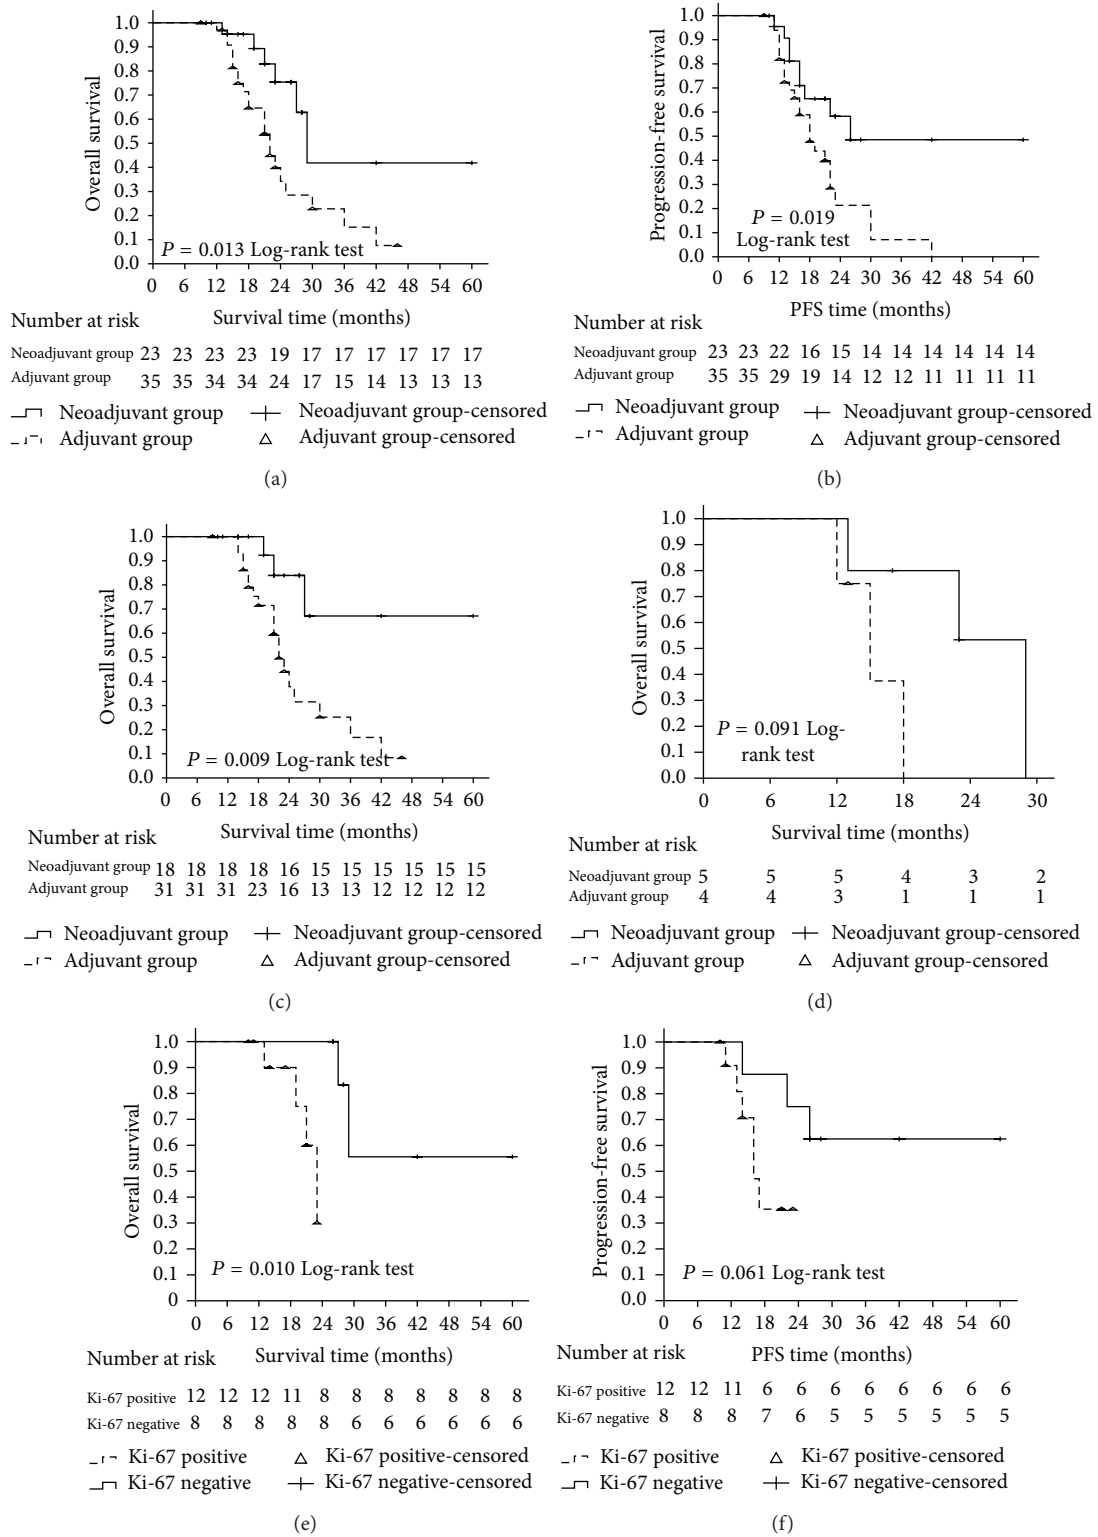 Overall survival
1.0
0.9
0.8
0.7
0.6
0.5
0.4
0.3
0.2
0.1
0.0
P = 0.013 Log-rank test
0 6 12 18 24 30 36 42 48 54 60
Survival time (months)
Number at risk
Neoadjuvant group 23 23 23 23 19 17 17 17 17 17 17
Adjuvant group 35 35 34 34 24 17 15 14 13 13 13
Neoadjuvant group Neoadjuvant group-censored
Adjuvant group Adjuvant group-censored
(a)
Progression-free survival
1.0
0.9
0.8
0.7
0.6
0.5
0.4
0.3
0.2
0.1
0.0
P = 0.019
Log-rank test
0 6 12 18 24 30 36 42 48 54 60
PFS time (months)
Number at risk
Neoadjuvant group 23 23 22 16 15 14 14 14 14 14 14
Adjuvant group 35 35 29 19 14 12 12 11 11 11 11
Neoadjuvant group Neoadjuvant group-censored
Adjuvant group Adjuvant group-censored
(b)
Overall survival
1.0
0.9
0.8
0.7
0.6
0.5
0.4
0.3
0.2
0.1
0.0
P = 0.009 Log-rank test
0 6 12 18 24 30 36 42 48 54 60
Survival time (months)
Number at risk
Neoadjuvant group 18 18 18 18 16 15 15 15 15 15 15
Adjuvant group 31 31 31 23 16 13 13 12 12 12 12
Neoadjuvant group Neoadjuvant group-censored
Adjuvant group Adjuvant group-censored
(c)
Overall survival
1.0
0.9
0.8
0.7
0.6
0.5
0.4
0.3
0.2
0.1
0.0
P = 0.091 Log-
rank test
0 6 12 18 24 30
Survival time (months)
Number at risk
Neoadjuvant group 5 5 5 4 3 2
Adjuvant group 4 4 3 1 1 1
Neoadjuvant group Neoadjuvant group-censored
Adjuvant group Adjuvant group-censored
(d)
Overall survival
1.0
0.9
0.8
0.7
0.6
0.5
0.4
0.3
0.2
0.1
0
P = 0.010 Log-rank test
0 6 12 18 24 30 36 42 48 54 60
Survival time (months)
Number at risk
Ki-67 positive 12 12 12 11 8 8 8 8 8 8 8
Ki-67 negative 8 8 8 8 8 6 6 6 6 6 6
Ki-67 positive Ki-67 positive-censored
Ki-67 negative Ki-67 negative-censored
(e)
Progression-free survival
1.0
0.9
0.8
0.7
0.6
0.5
0.4
0.3
0.2
0.1
0.0
P = 0.061 Log-rank test
0 6 12 18 24 30 36 42 48 54 60
PFS time (months)
Number at risk
Ki-67 positive 12 12 11 6 6 6 6 6 6 6 6
Ki-67 negative 8 8 8 7 6 5 5 5 5 5 5
Ki-67 positive Ki-67 positive-censored
Ki-67 negative Ki-67 negative-censored
(f)